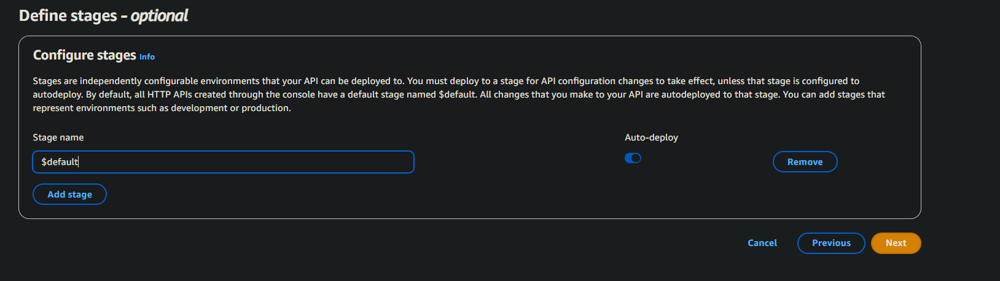 Define stages - optional
Configure stages Info
Stages are independently configurable environments that your API can be deployed to. You must deploy to a stage for API configuration changes to take effect, unless that stage is configured to
autodeploy. By default, all HTTP APIs created through the console have a default stage named $default. All changes that you make to your API are autodeployed to that stage. You can add stages that
represent environments such as development or production.
Stage name
Auto-deploy
$default
Remove
Add stage
Cancel
Previous
Next